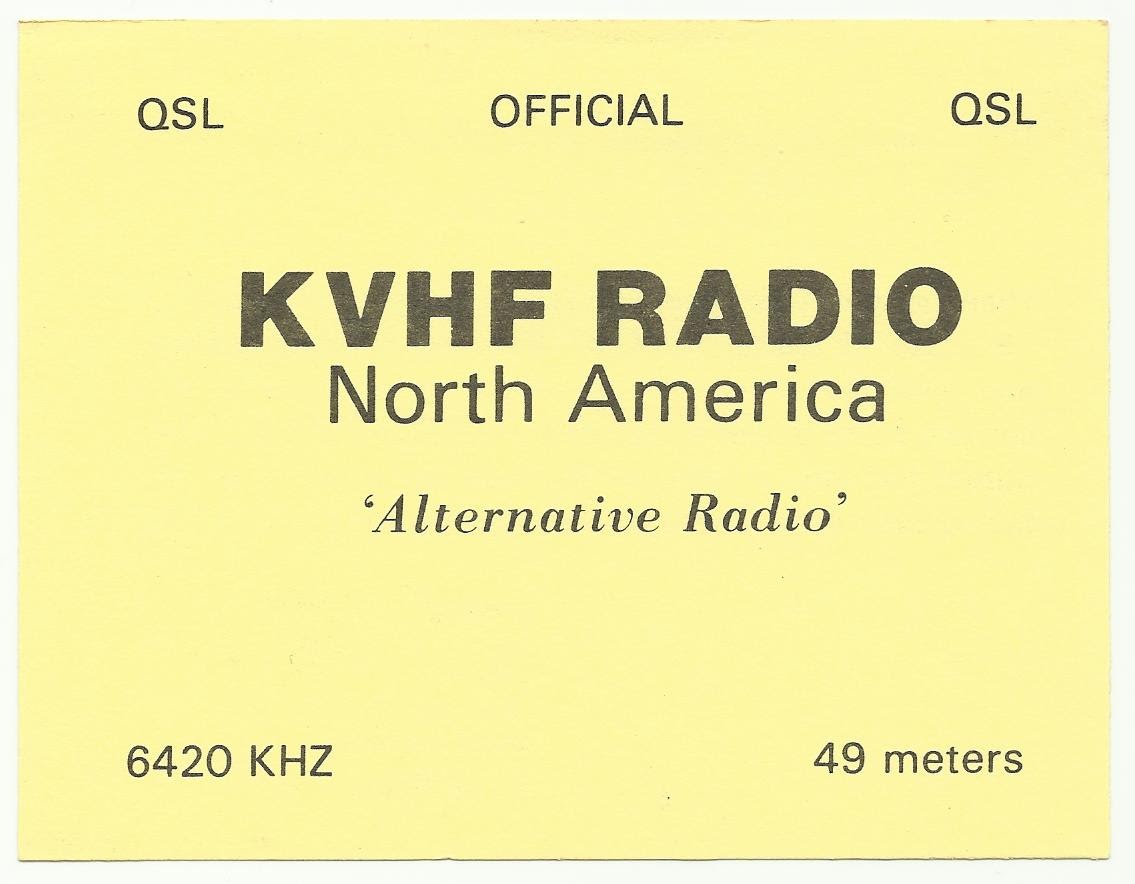 QSL OFFICIAL QSL
KVHF RADIO
North America
‘Alternative Radio’
6420 KHZ 49 meters